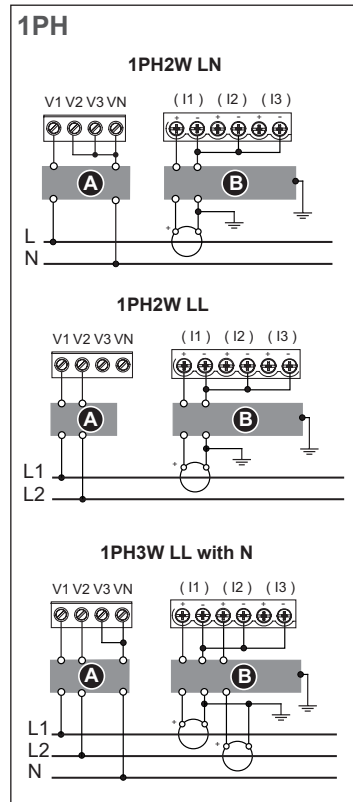 1PH
1PH2W LN
V1 V2 V3 VN
( I1 ) ( I2 ) ( I3 )
+ - + - + -
A
B
+
L
N
1PH2W LL
V1 V2 V3 VN
( I1 ) ( I2 ) ( I3 )
+ - + - + -
A
B
+
L1
L2
1PH3W LL with N
V1 V2 V3 VN
( I1 ) ( I2 ) ( I3 )
+ - + - + -
A
B
+
+
L1
L2
N